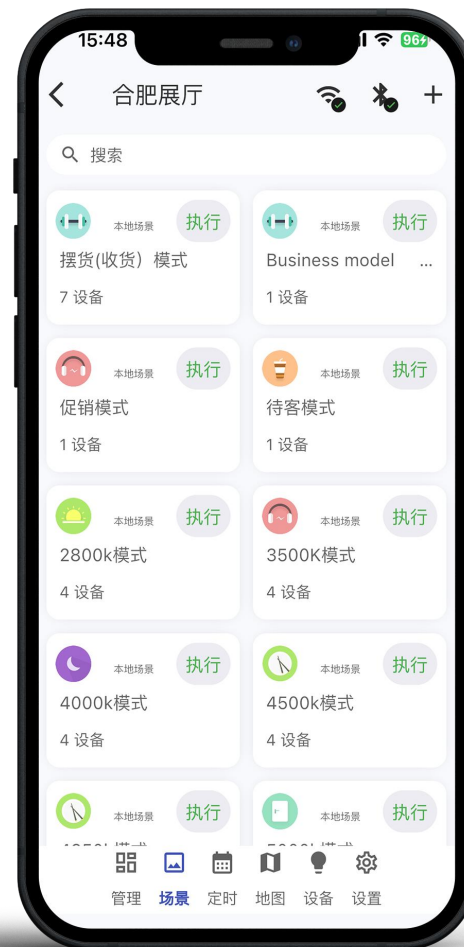 15:48
96
合肥展厅
搜索
本地场景 执行
摆货(收货) 模式
7 设备
本地场景 执行
Business model ...
1 设备
本地场景 执行
促销模式
1 设备
本地场景 执行
待客模式
1 设备
本地场景 执行
2800k模式
4 设备
本地场景 执行
3500K模式
4 设备
本地场景 执行
4000k模式
4 设备
本地场景 执行
4500k模式
4 设备
本地场景 执行
本地场景 执行
管理 场景 定时 地图 设备 设置